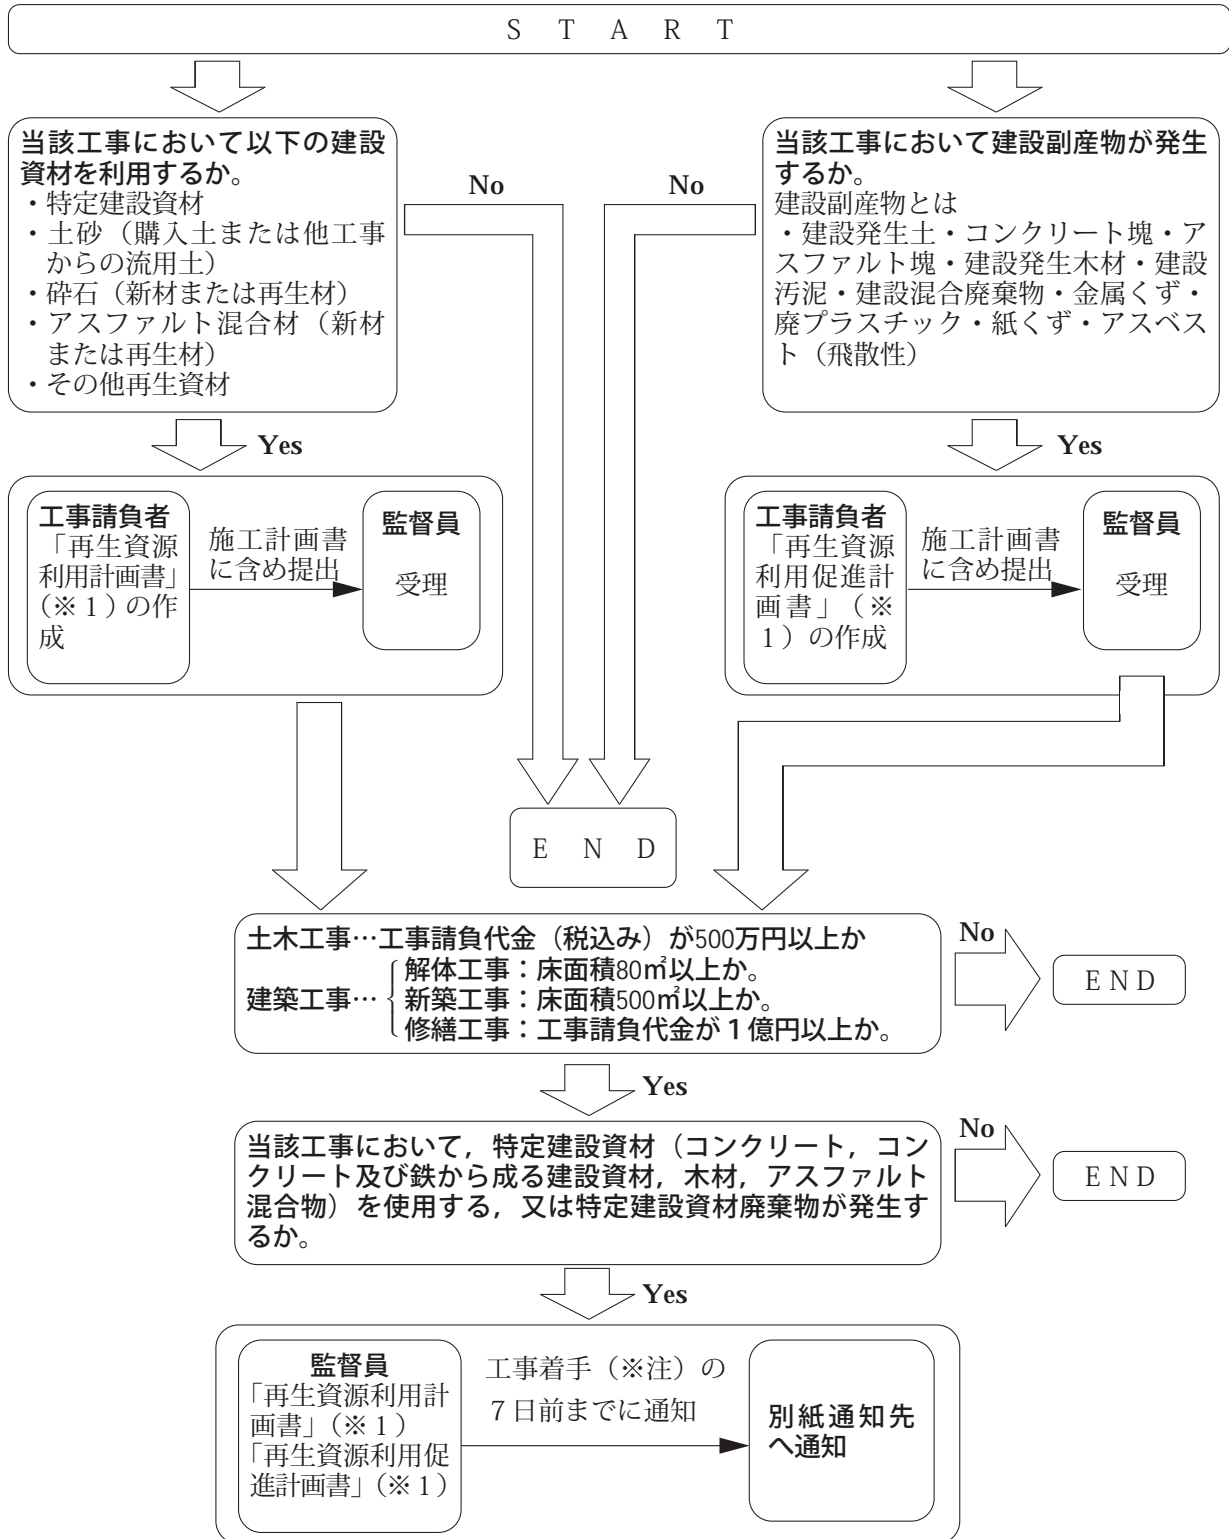 S T A R T
当該工事において以下の建設
資材を利用するか。
・特定建設資材
・土砂（購入土または他工事
からの流用土）
・砕石（新材または再生材）
・アスファルト混合材（新材
または再生材）
・その他再生資材
No
No
当該工事において建設副産物が発生
するか。
建設副産物とは
・建設発生土・コンクリート塊・ア
スファルト塊・建設発生木材・建設
汚泥・建設混合廃棄物・金属くず・
廃プラスチック・紙くず・アスベス
ト（飛散性）
Yes
Yes
工事請負者
「再生資源
利用計画書」
（※１）の作
成
施工計画書
に含め提出
監督員
受理
工事請負者
「再生資源
利用促進計
画書」（※
１）の作成
施工計画書
に含め提出
監督員
受理
E N D
土木工事…工事請負代金（税込み）が500万円以上か
建築工事…
解体工事：床面積80㎡以上か。
新築工事：床面積500㎡以上か。
修繕工事：工事請負代金が１億円以上か。
No
E N D
Yes
当該工事において，特定建設資材（コンクリート，コン
クリート及び鉄から成る建設資材，木材，アスファルト
混合物）を使用する，又は特定建設資材廃棄物が発生す
るか。
No
E N D
Yes
監督員
「再生資源利用計
画書」（※１）
「再生資源利用促
進計画書」（※１）
工事着手（※注）の
７日前までに通知
別紙通知先
へ通知